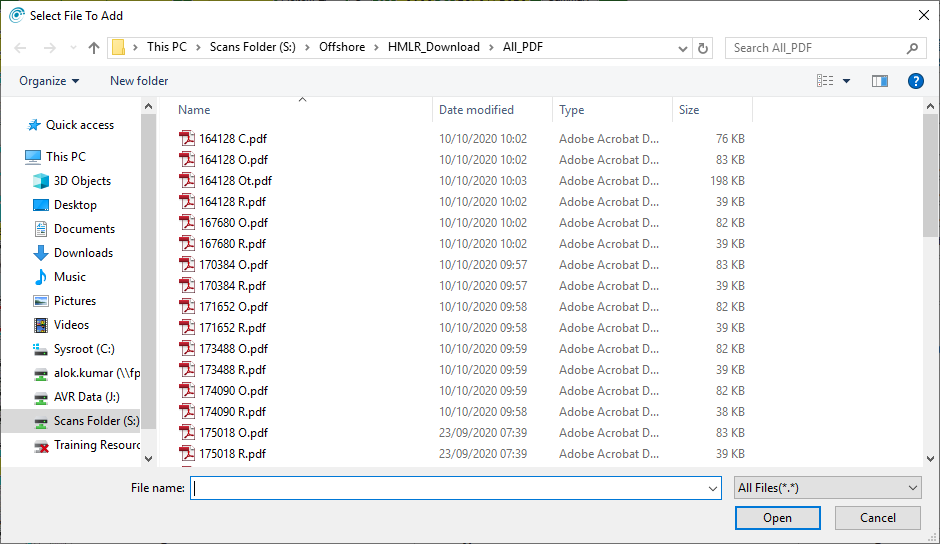 Select File To Add
This PC > Scans Folder (S:) > Offshore > HMLR_Download > All_PDF
Search All_PDF
Organize
New folder
Name Date modified Type Size
Quick access
This PC
3D Objects
Desktop
Documents
Downloads
Music
Pictures
Videos
Sysroot (C:)
alok.kumar (\\fp
AVR Data (J:)
Scans Folder (S:)
Training Resourc
164128 C.pdf 10/10/2020 10:02 Adobe Acrobat D... 76 KB
164128 O.pdf 10/10/2020 10:02 Adobe Acrobat D... 83 KB
164128 Ot.pdf 10/10/2020 10:03 Adobe Acrobat D... 198 KB
164128 R.pdf 10/10/2020 10:02 Adobe Acrobat D... 39 KB
167680 O.pdf 10/10/2020 10:02 Adobe Acrobat D... 82 KB
167680 R.pdf 10/10/2020 10:02 Adobe Acrobat D... 39 KB
170384 O.pdf 10/10/2020 09:57 Adobe Acrobat D... 83 KB
170384 R.pdf 10/10/2020 09:57 Adobe Acrobat D... 39 KB
171652 O.pdf 10/10/2020 09:58 Adobe Acrobat D... 82 KB
171652 R.pdf 10/10/2020 09:58 Adobe Acrobat D... 39 KB
173488 O.pdf 10/10/2020 09:59 Adobe Acrobat D... 82 KB
173488 R.pdf 10/10/2020 09:59 Adobe Acrobat D... 39 KB
174090 O.pdf 10/10/2020 09:59 Adobe Acrobat D... 82 KB
174090 R.pdf 10/10/2020 09:58 Adobe Acrobat D... 38 KB
175018 O.pdf 23/09/2020 07:39 Adobe Acrobat D... 83 KB
175018 R.pdf 23/09/2020 07:39 Adobe Acrobat D... 39 KB
File name:
All Files(*.*)
Open
Cancel